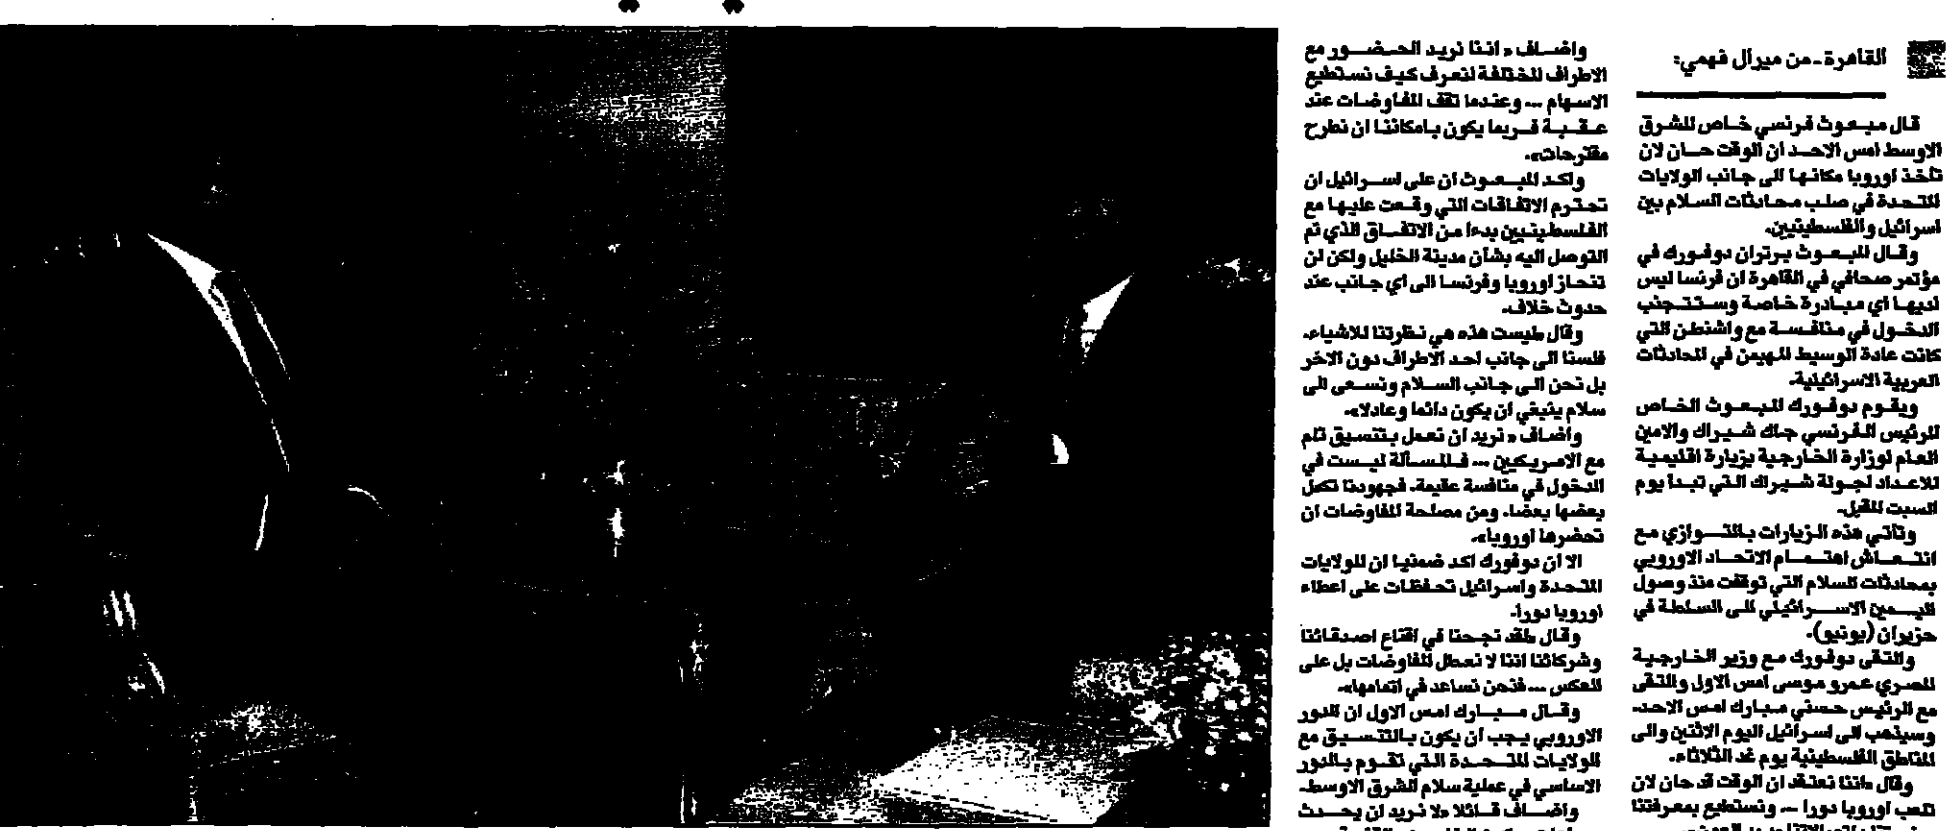 القاهرة ـ من ميرال فهمي:
قال مبعوث فرنسي خاص للشرق
الاوسط امس الاحد ان الوقت حان لان
تأخذ اوروبا مكانها الى جانب الولايات
المتحدة في صلب محادثات السلام بين
اسرائيل والفلسطينيين.
وقال المبعوث برتران دوفورك في
مؤتمر صحافي في القاهرة ان فرنسا ليس
لديها أي مبادرة خاصة وستتجنب
الدخول في منافسة مع واشنطن التي
كانت عادة الوسيط المهيمن في المحادثات
العربية الاسرائيلية.
ويقوم دوفورك المبعوث الخاص
للرئيس الفرنسي جاك شيراك والامين
العام لوزارة الخارجية بزيارة اقليمية
للاعداد لجولة شيراك التي تبدأ يوم
السبت المقبل.
وتأتي هذه الزيارات بالتوازي مع
انتعاش اهتمام الاتحاد الاوروبي
بمحادثات السلام التي توقفت منذ وصول
اليمين الاسرائيلي الى السلطة في
حزيران (يونيو).
والتقى دوفورك مع وزير الخارجية
المصري عمرو موسى امس الاول والتقى
مع الرئيس حسني مبارك امس الاحد.
وسيذهب الى اسرائيل اليوم الاثنين والى
المناطق الفلسطينية يوم غد الثلاثاء.
وقال «اننا نعتقد ان الوقت قد حان لان
تلعب اوروبا دورا ... ونستطيع بمعرفتنا
واضاف « اننا نريد الحضور مع
الاطراف المختلفة لنعرف كيف نستطيع
الاسهام ... وعندما تقف المفاوضات عند
عقبة فربما يكون بامكاننا ان نطرح
مقترحات».
واكد المبعوث ان على اسرائيل ان
تحترم الاتفاقات التي وقعت عليها مع
الفلسطينيين بدءا من الاتفاق الذي تم
التوصل اليه بشأن مدينة الخليل ولكن لن
تنحاز اوروبا وفرنسا الى أي جانب عند
حدوث خلاف.
وقال «ليست هذه هي نظرتنا للاشياء.
فلسنا الى جانب احد الاطراف دون الاخر
بل نحن الى جانب السلام ونسعى الى
سلام ينبغي ان يكون دائما وعادلا».
وأضاف « نريد ان نعمل بتنسيق تام
مع الامريكيين ... فالمسألة ليست في
الدخول في منافسة عقيمة. فجهودنا تكمل
بعضها بعضا. ومن مصلحة المفاوضات ان
تحضرها اوروبا».
الا ان دوفورك اكد ضمنيا ان للولايات
المتحدة واسرائيل تحفظات على اعطاء
اوروبا دورا.
وقال «لقد نجحنا في اقناع اصدقائنا
وشركائنا اننا لا نعطل المفاوضات بل على
العكس ... فنحن نساعد في اتمامها».
وقال مبارك امس الاول ان الدور
الاوروبي يجب ان يكون بالتنسيق مع
الولايات المتحدة التي تقوم بالدور
الاساسي في عملية سلام الشرق الاوسط.
وأضاف قائلا «لا نريد ان يحدث